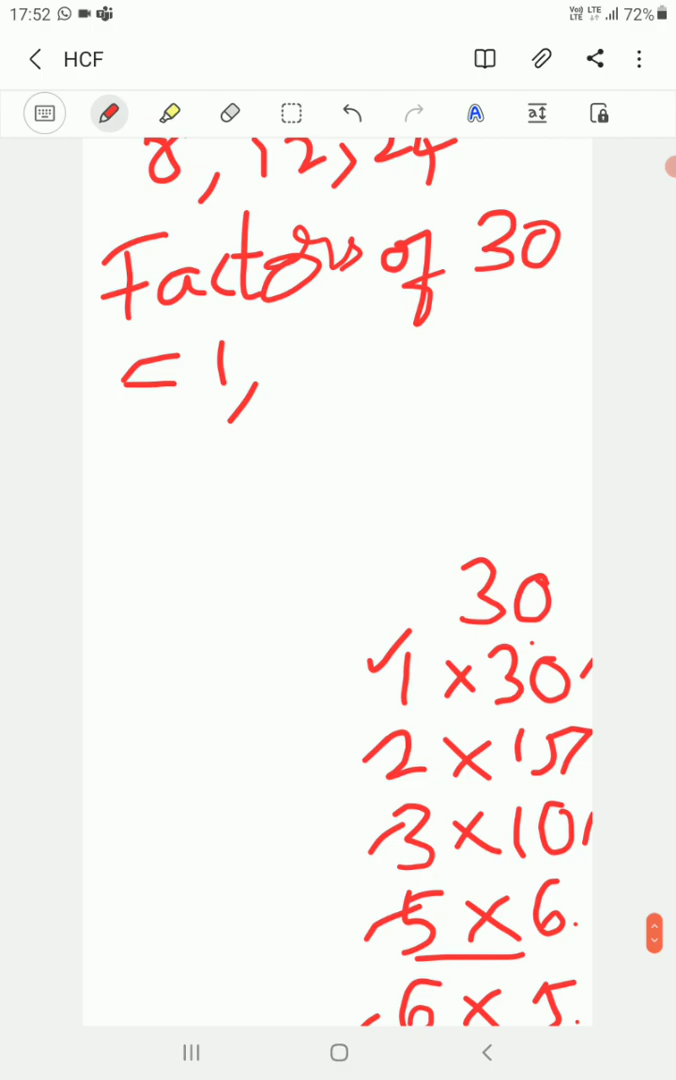 17:52 72%
HCF
8, 12, 24
Factors of 30
= 1,
30
1 × 30
2 × 15
3 × 10
5 × 6
6 × 5